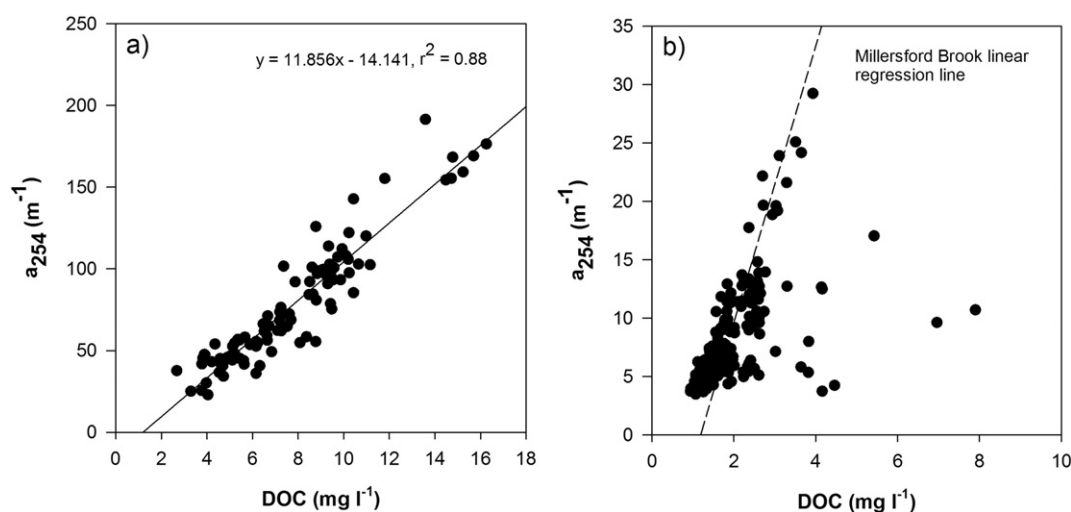 a)
y = 11.856x - 14.141, r² = 0.88
250
200
150
100
50
0
a₂₅₄ (m⁻¹)
0 2 4 6 8 10 12 14 16 18
DOC (mg l⁻¹)
b)
Millersford Brook linear
regression line
35
30
25
20
15
10
5
0
a₂₅₄ (m⁻¹)
0 2 4 6 8 10
DOC (mg l⁻¹)